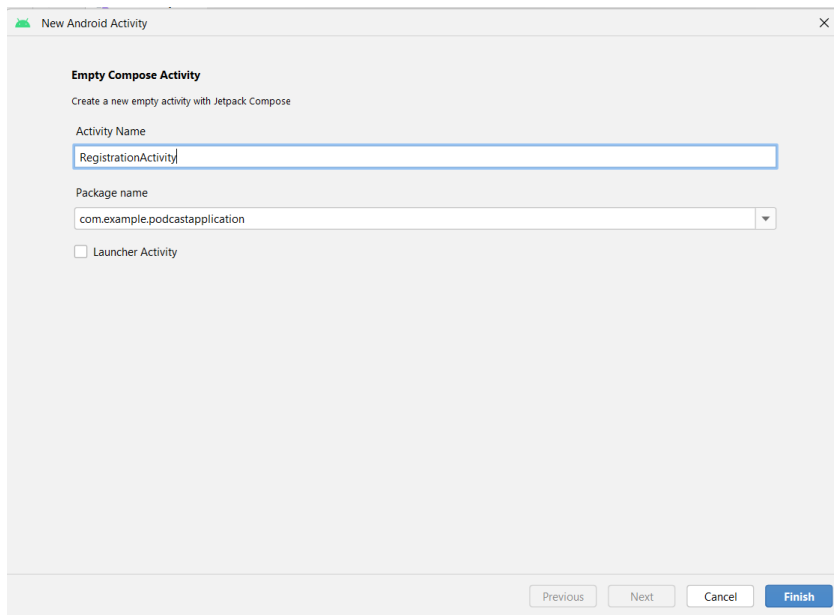 New Android Activity
Empty Compose Activity
Create a new empty activity with Jetpack Compose
Activity Name
RegistrationActivity
Package name
com.example.podcastapplication
Launcher Activity
Previous Next Cancel Finish